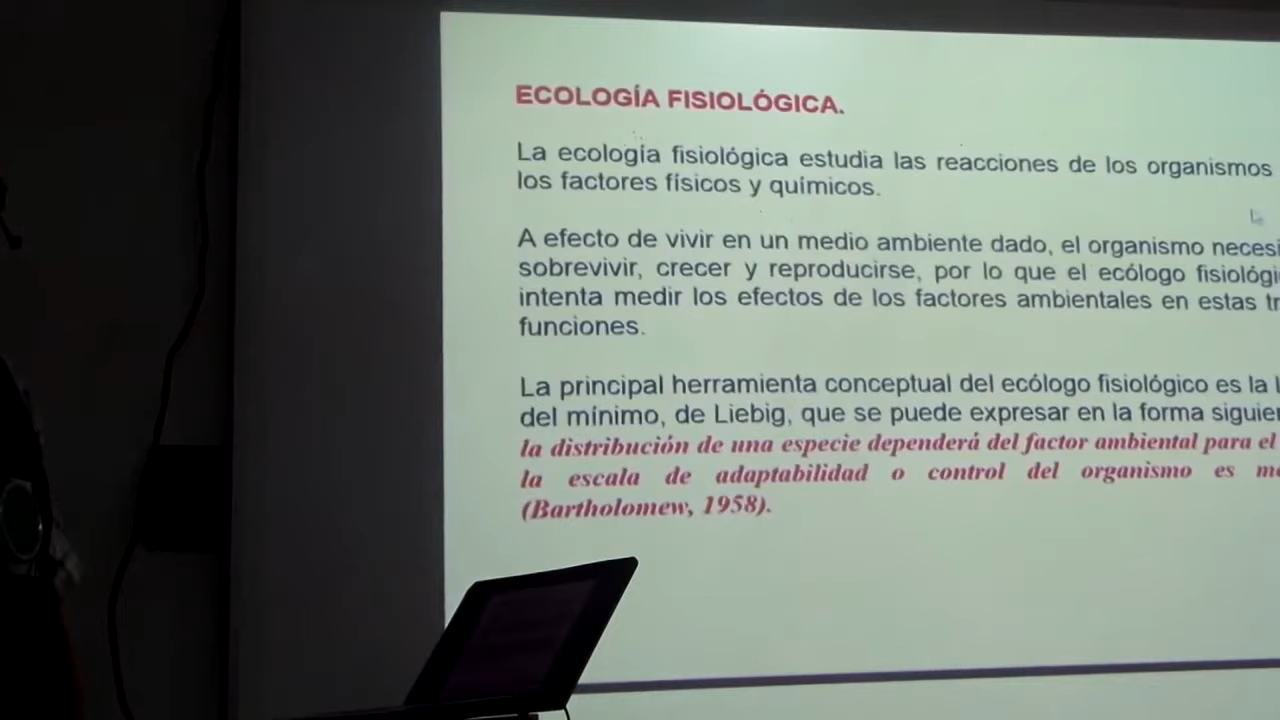 ECOLOGÍA FISIOLÓGICA.
La ecología fisiológica estudia las reacciones de los organismos
los factores físicos y químicos.
A efecto de vivir en un medio ambiente dado, el organismo
sobrevivir, crecer y reproducirse, por lo que el ecólogo
intenta medir los efectos de los factores ambientales en estas
funciones.
La principal herramienta conceptual del ecólogo fisiológico es la
del mínimo, de Liebig, que se puede expresar en la forma
la distribución de una especie dependerá del factor ambiental para el
la escala de adaptabilidad o control del organismo es
(Bartholomew, 1958).